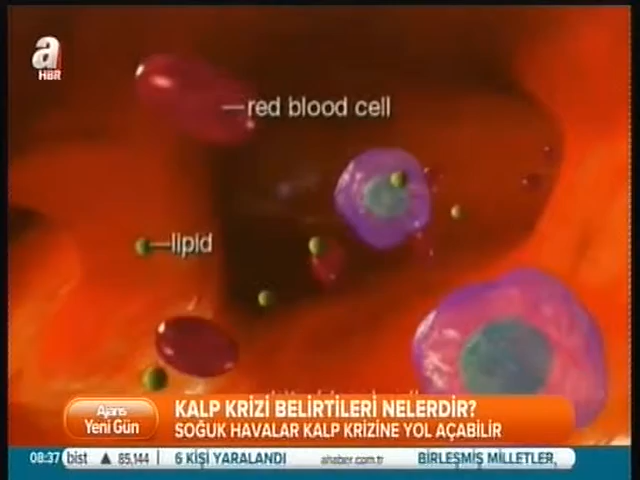 a
HBR
red blood cell
lipid
Ajans
Yeni Gün
KALP KRİZİ BELİRTİLERİ NELERDİR?
SOĞUK HAVALAR KALP KRİZİNE YOL AÇABİLİR
08:37 bist ▲ 85,144 6 KİŞİ YARALANDI ahaber.com.tr BİRLEŞMİŞ MİLLETLER,